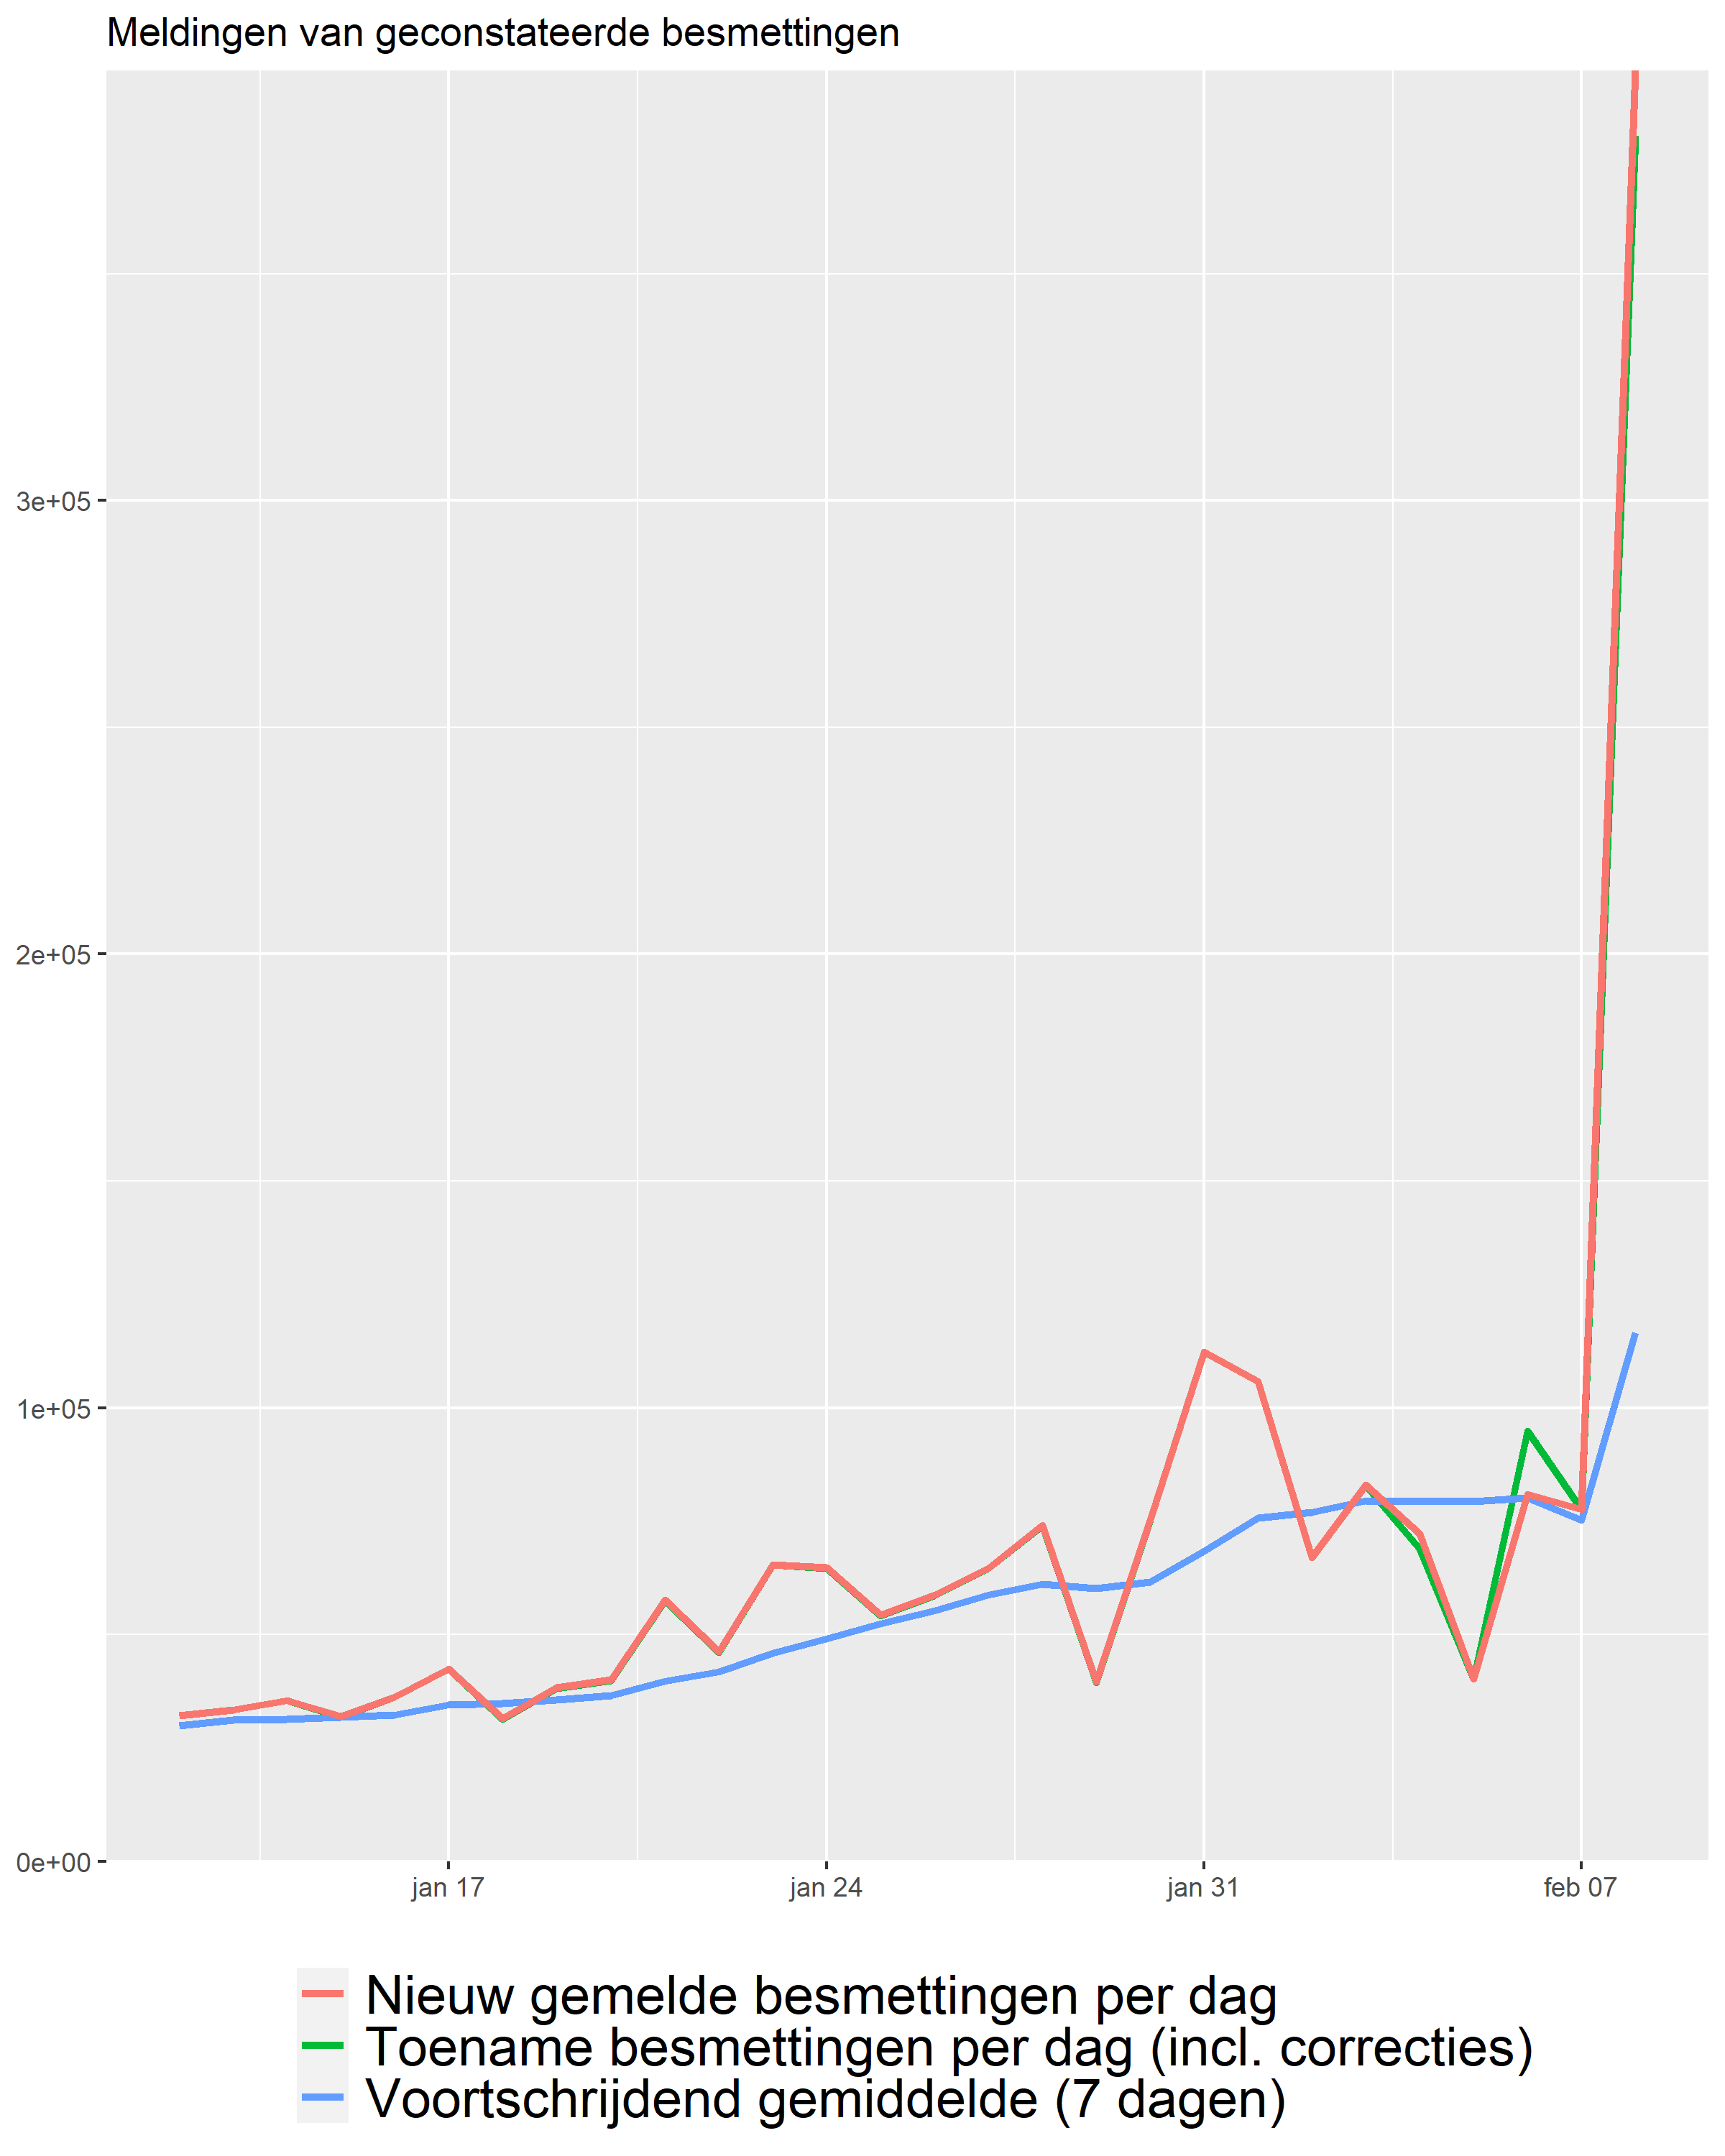 Meldingen van geconstateerde besmettingen
3e+05
2e+05
1e+05
0e+00
jan 17
jan 24
jan 31
feb 07
Nieuw gemelde besmettingen per dag
Toename besmettingen per dag (incl. correcties)
Voortschrijdend gemiddelde (7 dagen)